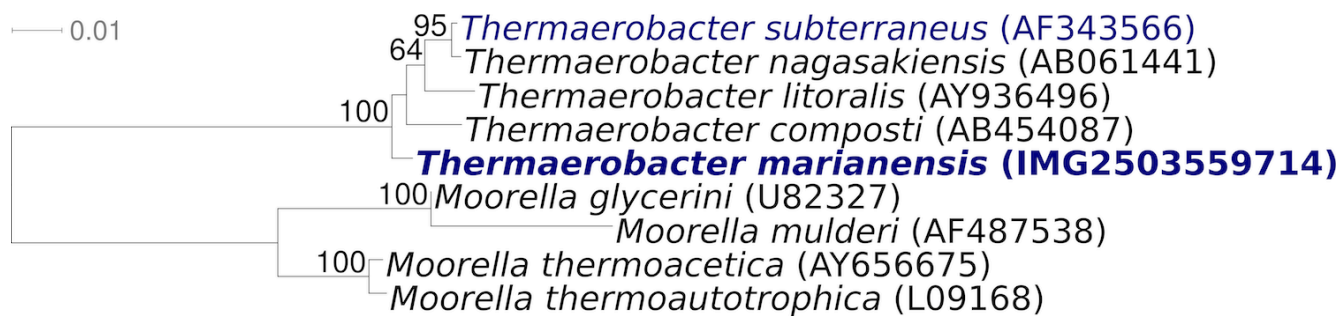 0.01
95
Thermaerobacter subterraneus (AF343566)
64
Thermaerobacter nagasakiensis (AB061441)
Thermaerobacter litoralis (AY936496)
100
Thermaerobacter composti (AB454087)
Thermaerobacter marianensis (IMG2503559714)
100
Moorella glycerini (U82327)
Moorella mulderi (AF487538)
100
Moorella thermoacetica (AY656675)
Moorella thermoautotrophica (L09168)